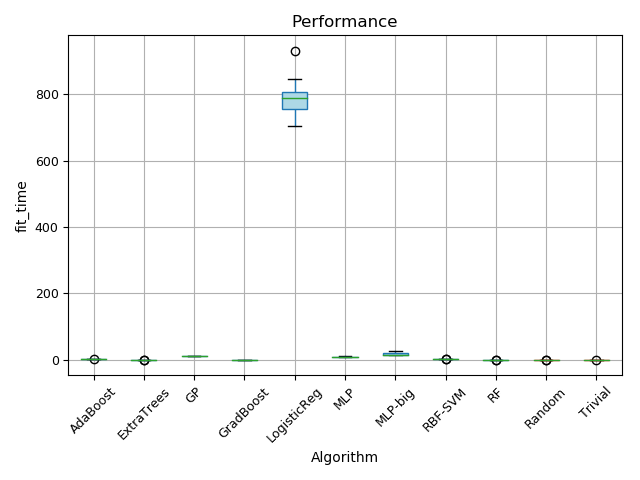 Performance
fit_time
800
600
400
200
0
AdaBoost
ExtraTrees
GP
GradBoost
LogisticReg
MLP
MLP-big
RBF-SVM
RF
Random
Trivial
Algorithm